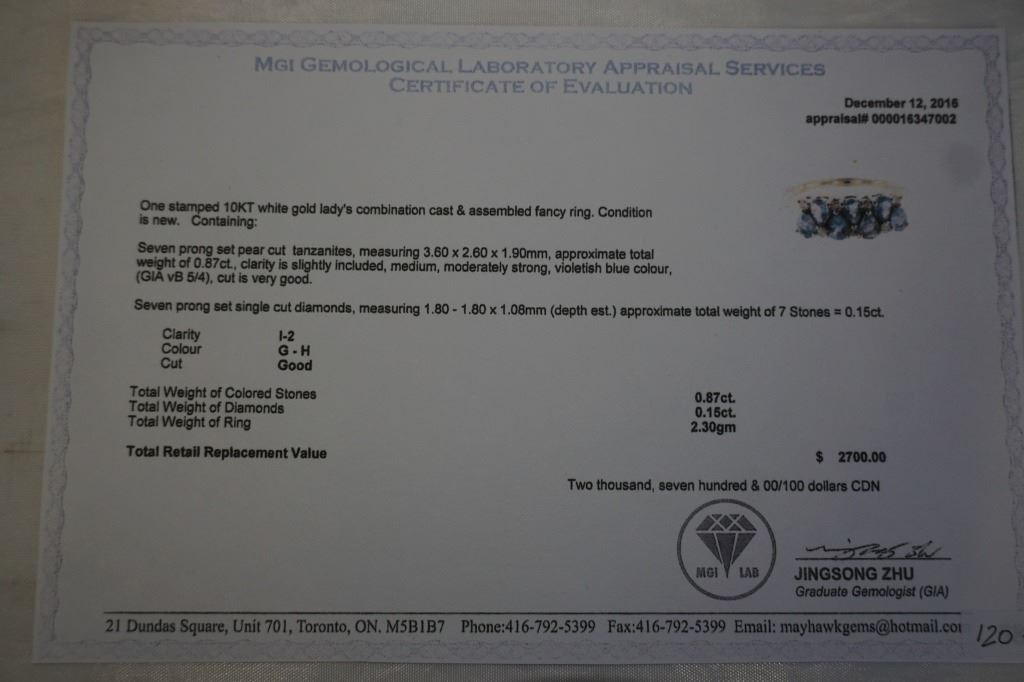 MGI GEMOLOGICAL LABORATORY APPRAISAL SERVICES
CERTIFICATE OF EVALUATION
December 12, 2016
appraisal# 000016347002
One stamped 10KT white gold lady's combination cast & assembled fancy ring. Condition
is new. Containing:
Seven prong set pear cut tanzanites, measuring 3.60 x 2.60 x 1.90mm, approximate total
weight of 0.87ct., clarity is slightly included, medium, moderately strong, violetish blue colour,
(GIA vB 5/4), cut is very good.
Seven prong set single cut diamonds, measuring 1.80 - 1.80 x 1.08mm (depth est.) approximate total weight of 7 Stones = 0.15ct.
Clarity I-2
Colour G - H
Cut Good
Total Weight of Colored Stones 0.87ct.
Total Weight of Diamonds 0.15ct.
Total Weight of Ring 2.30gm
Total Retail Replacement Value $ 2700.00
Two thousand, seven hundred & 00/100 dollars CDN
MGI LAB
JINGSONG ZHU
Graduate Gemologist (GIA)
21 Dundas Square, Unit 701, Toronto, ON. M5B1B7 Phone:416-792-5399 Fax:416-792-5399 Email: mayhawkgems@hotmail.co
120